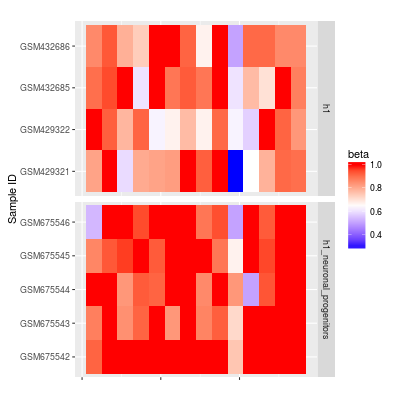 GSM432686
GSM432685
GSM429322
GSM429321
h1
GSM675546
GSM675545
GSM675544
GSM675543
GSM675542
h1_neuronal_progenitors
Sample ID
beta
1.0
0.8
0.6
0.4